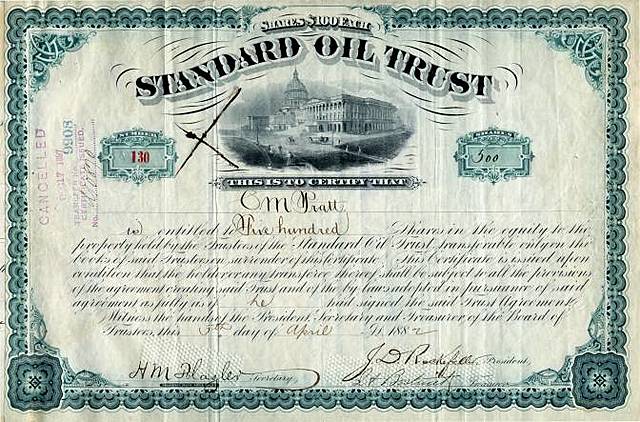 SHARES $100 EACH
STANDARD OIL TRUST
NUMBER
130
SHARES
500
CANCELLED
THIS IS TO CERTIFY THAT
C M Pratt
is entitled to Five hundred Shares in the equity to the
property held by the Trustees of the Standard Oil Trust, transferable only on the
books of said Trustees on surrender of this Certificate. This Certificate is issued upon
condition that the holder or any transferee thereof shall be subject to all the provisions
of the agreement creating said Trust and of the by laws adopted in pursuance of said
agreement as fully as if he had signed the said Trust Agreement.
Witness the hands of the President, Secretary and Treasurer of the Board of
Trustees, this 5th day of April 1882
H M Flagler Secretary. J. D. Rockefeller President,
Treasurer